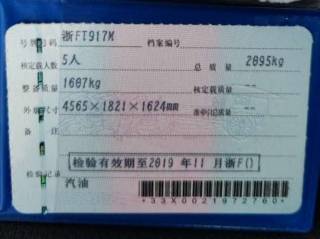 号牌号码 浙FT917M 档案编号
核定载人数 5人 总质量 2095kg
整备质量 1607kg 核定载质量 --
外廓尺寸 4565×1821×1624mm 准牵引总质量 --
备注
检验有效期至2019年11月浙F()
检验记录
汽油
*33X0021972760*